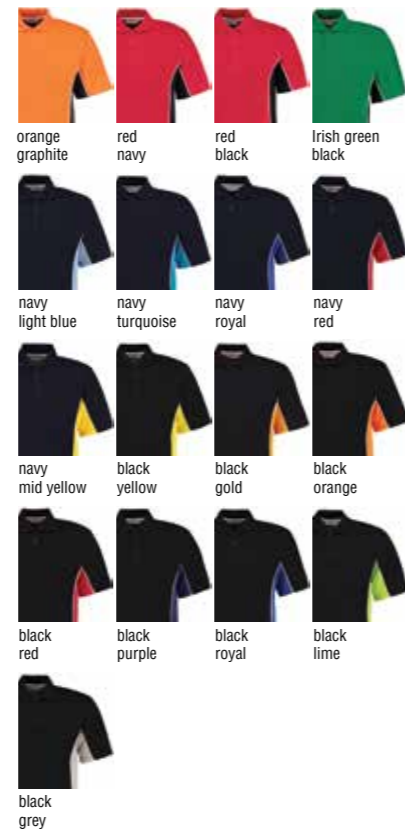 orange
graphite
red
navy
red
black
Irish green
black
navy
light blue
navy
turquoise
navy
royal
navy
red
navy
mid yellow
black
yellow
black
gold
black
orange
black
red
black
purple
black
royal
black
lime
black
grey